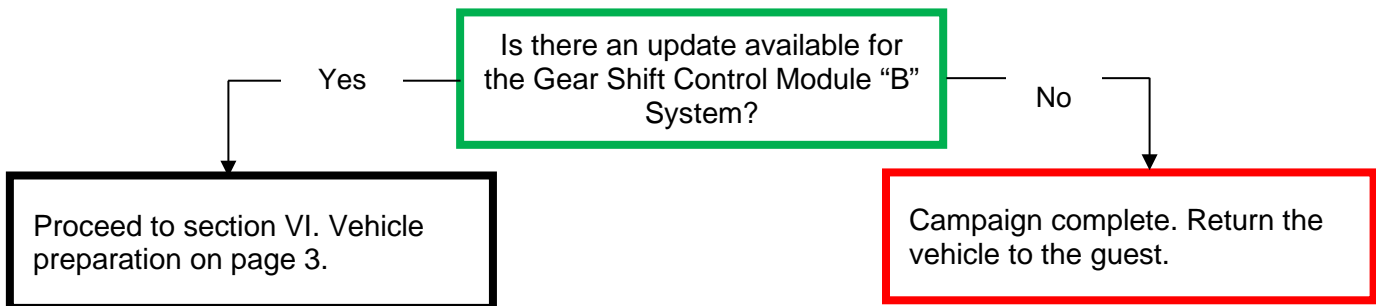 Is there an update available for
the Gear Shift Control Module “B”
System?
Yes
No
Proceed to section VI. Vehicle
preparation on page 3.
Campaign complete. Return the
vehicle to the guest.